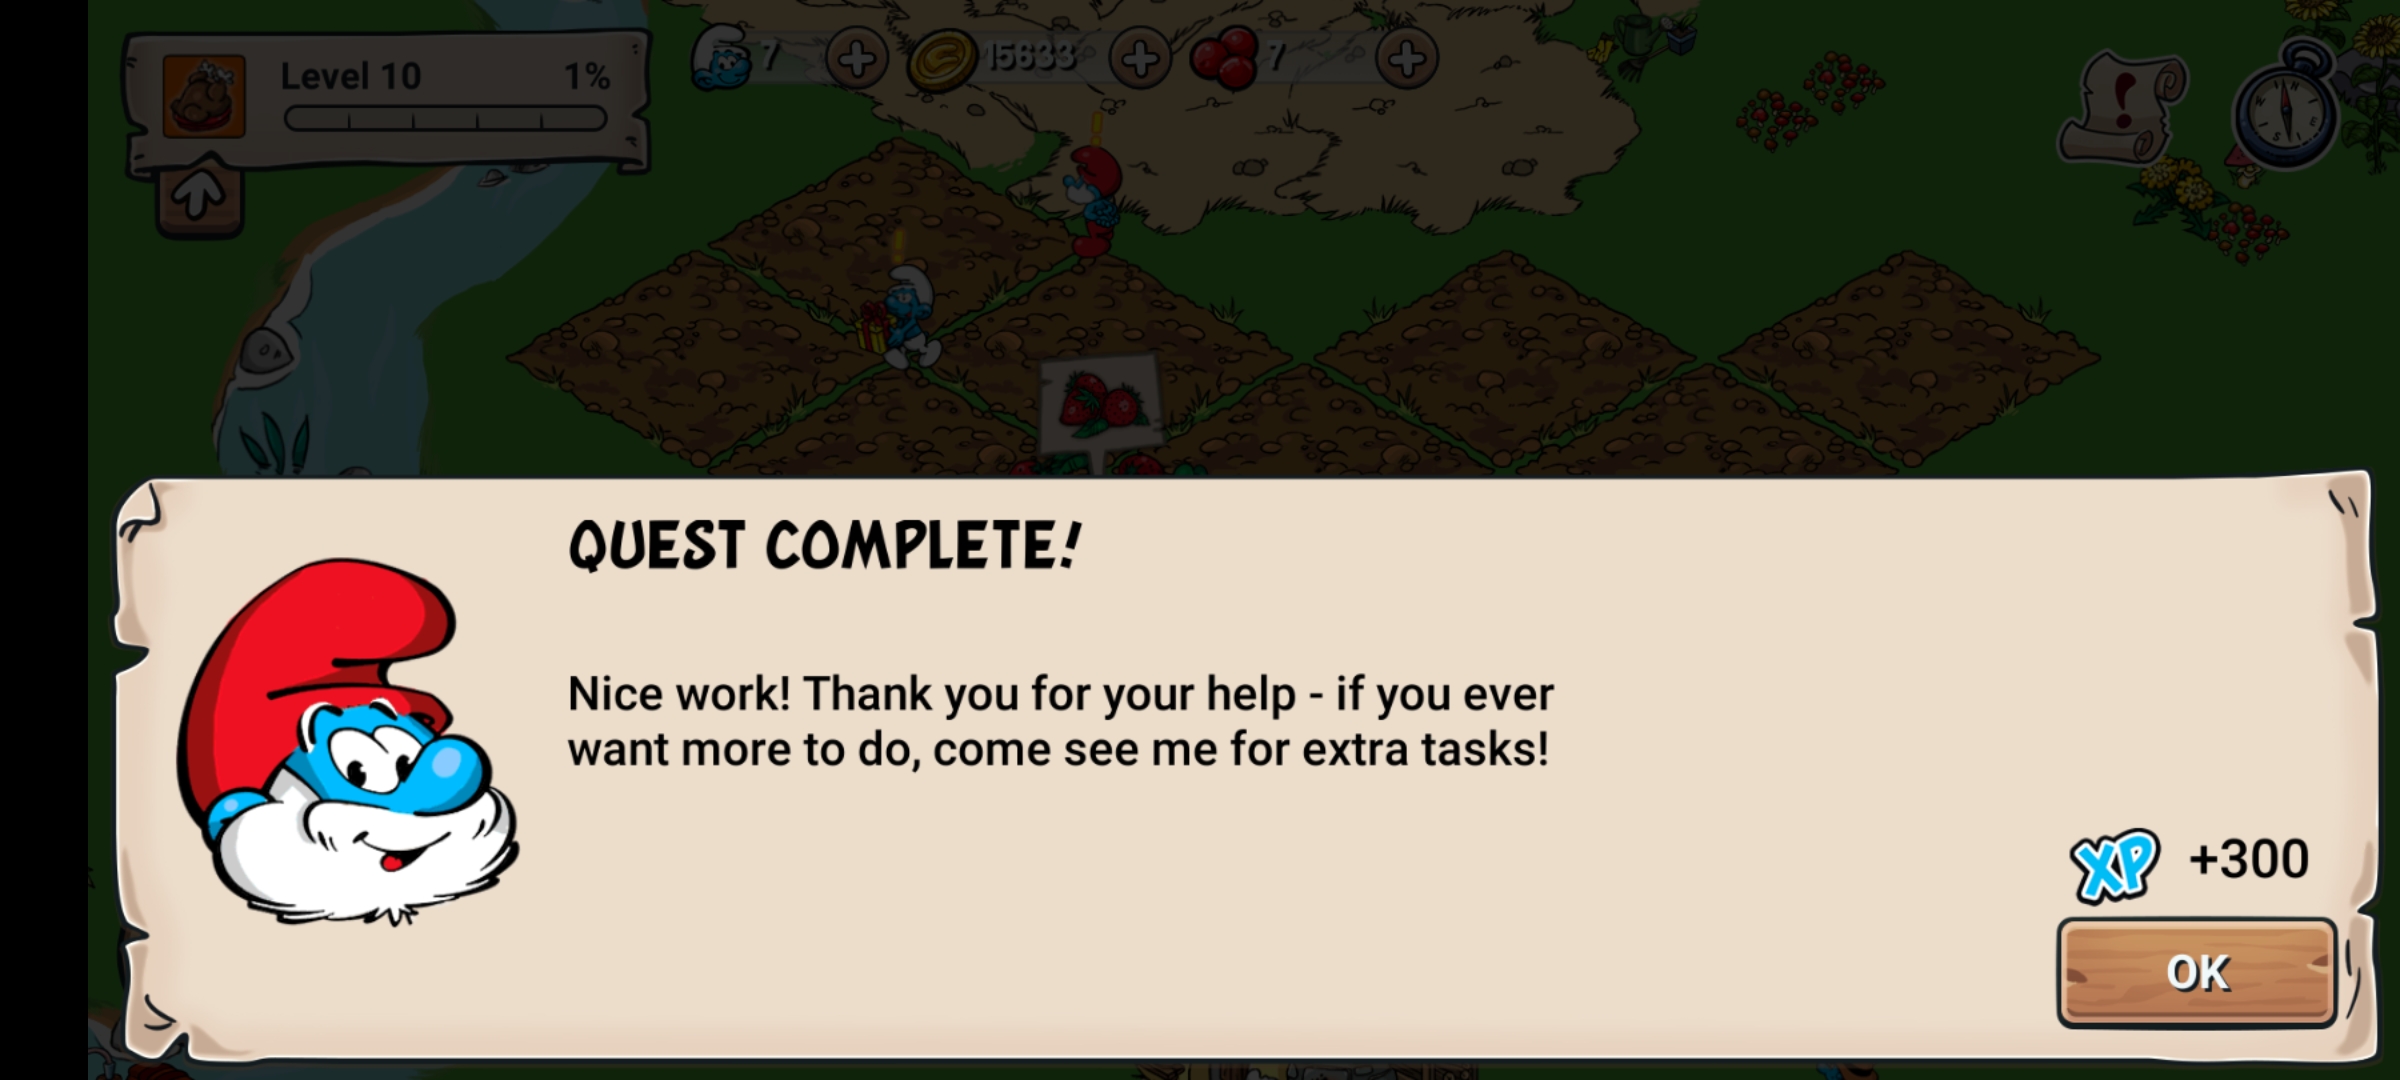 Level 10 1%
7 15633 7
QUEST COMPLETE!
Nice work! Thank you for your help - if you ever
want more to do, come see me for extra tasks!
XP +300
OK